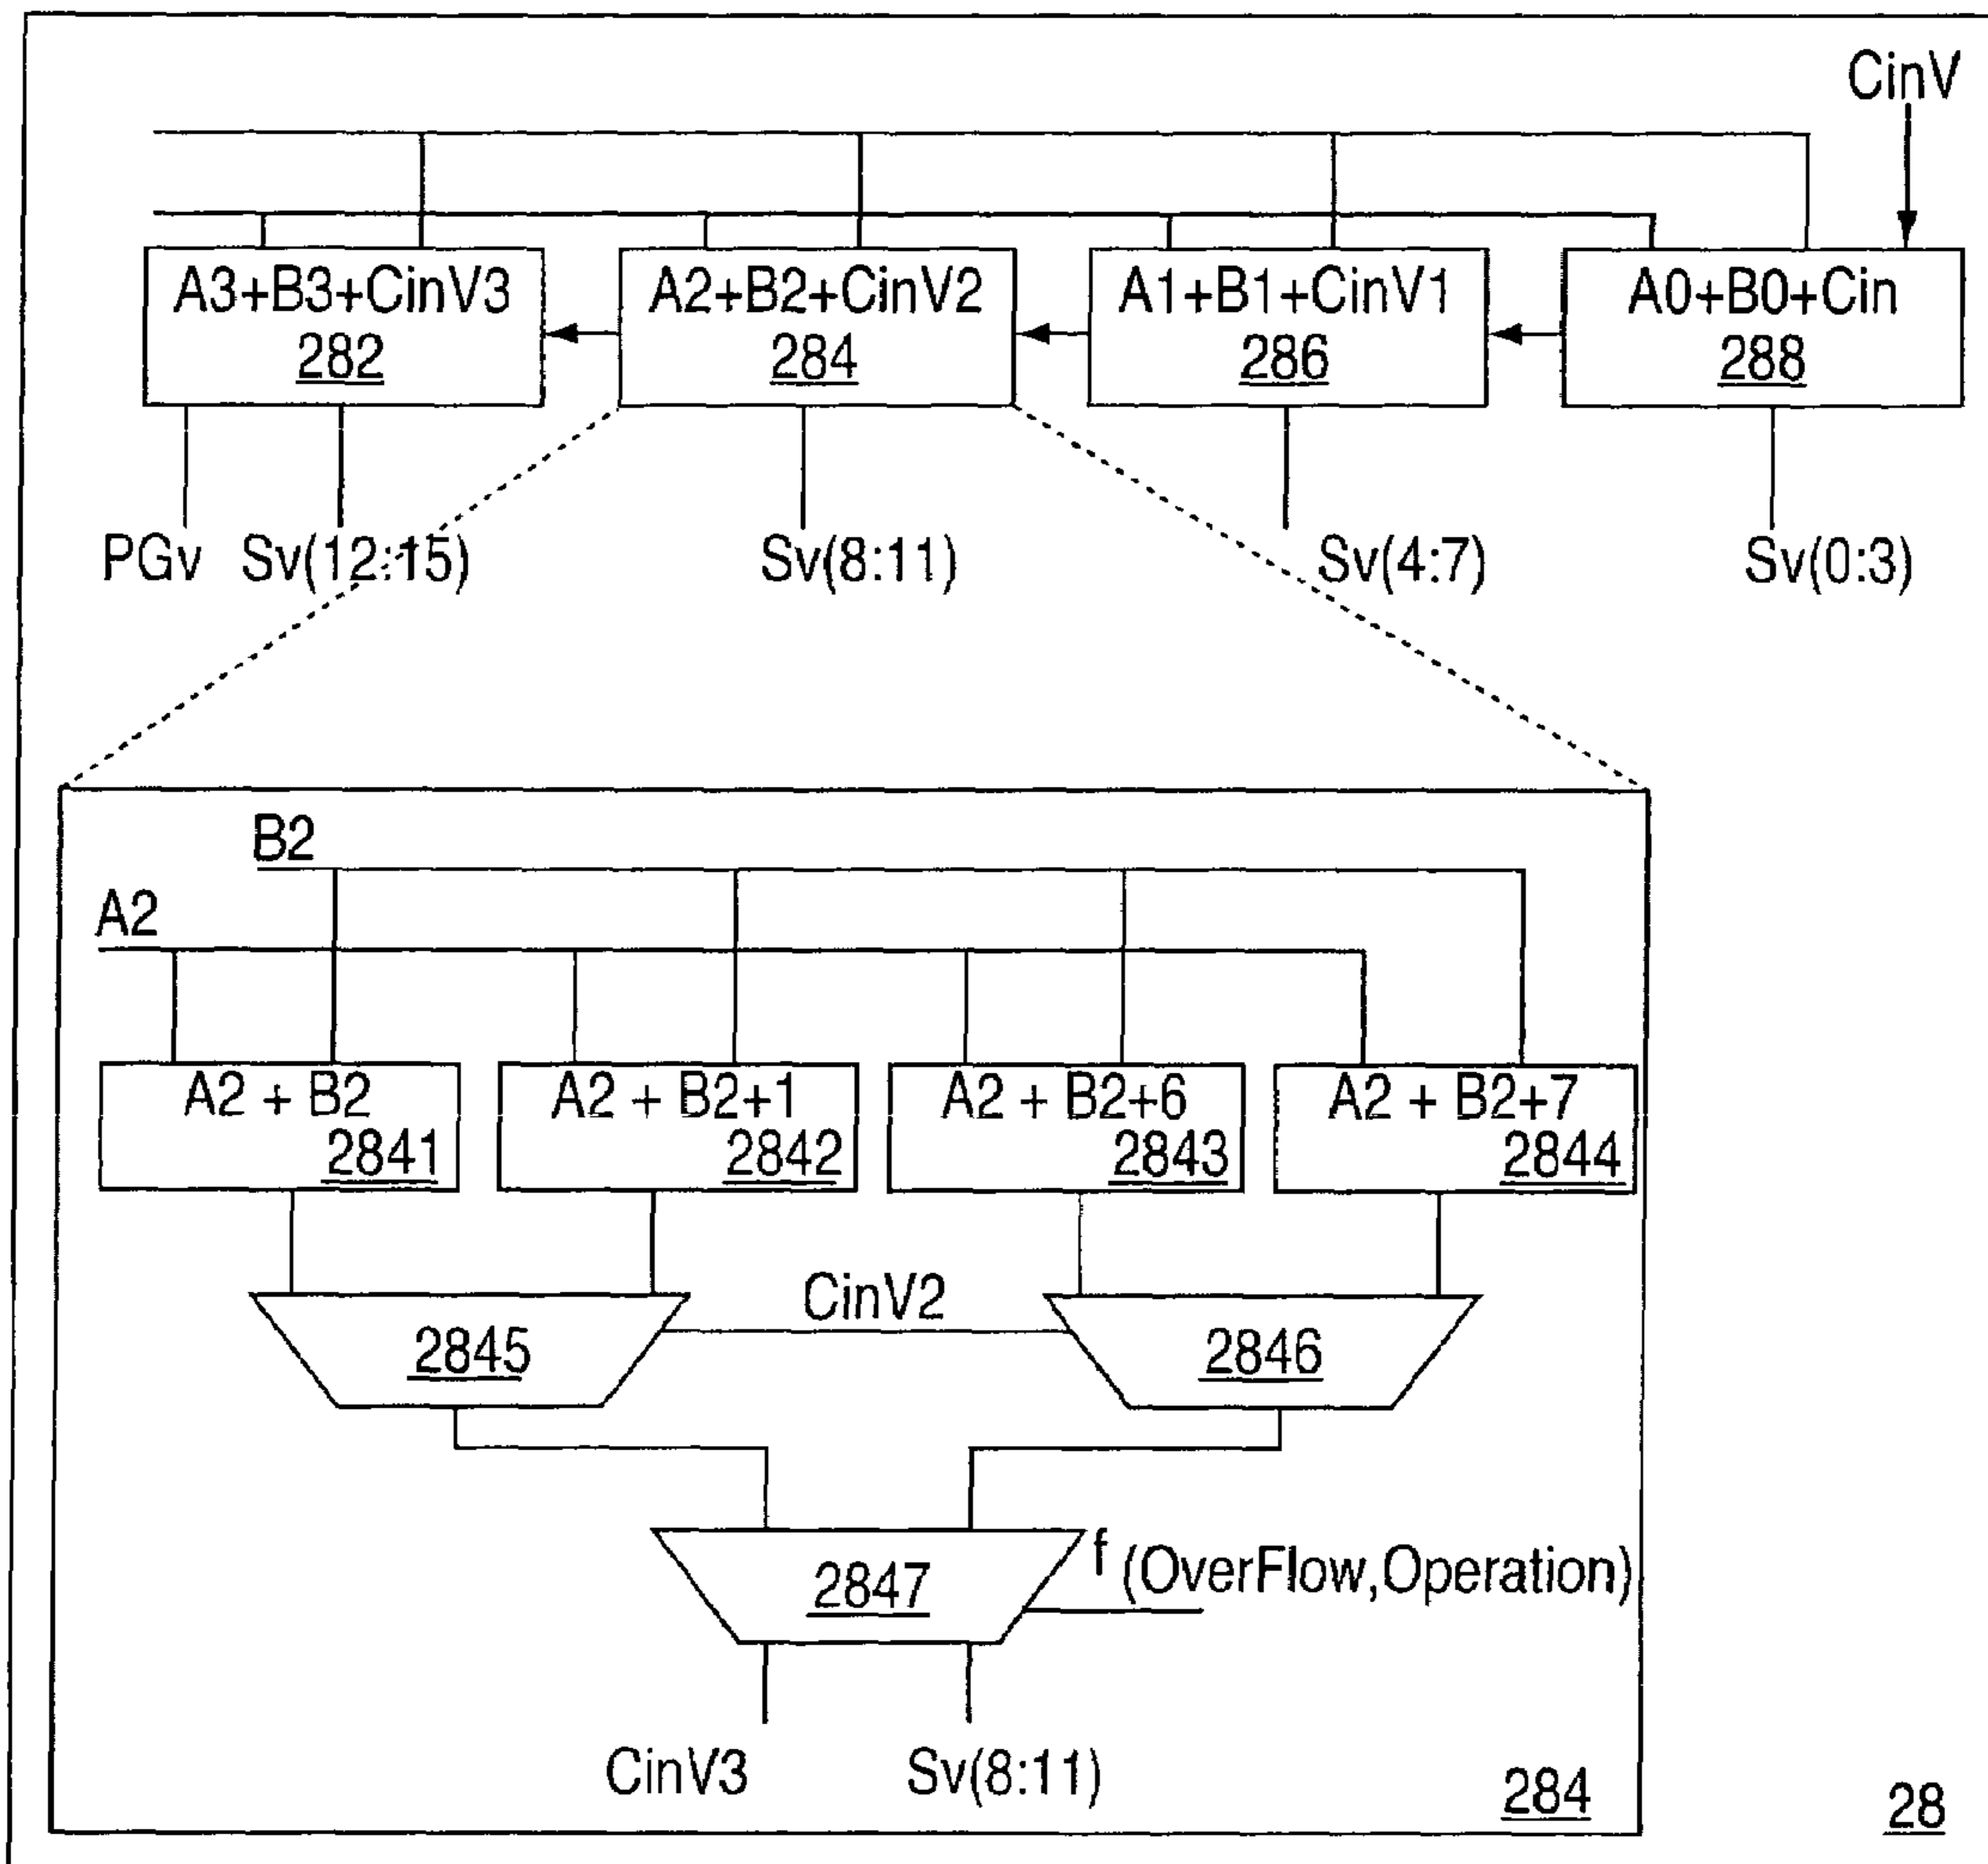 CinV
A3+B3+CinV3
282
A2+B2+CinV2
284
A1+B1+CinV1
286
A0+B0+Cin
288
PGv
Sv(12:15)
Sv(8:11)
Sv(4:7)
Sv(0:3)
B2
A2
A2 + B2
2841
A2 + B2+1
2842
A2 + B2+6
2843
A2 + B2+7
2844
CinV2
2845
2846
2847
f (OverFlow,Operation)
CinV3
Sv(8:11)
284
28